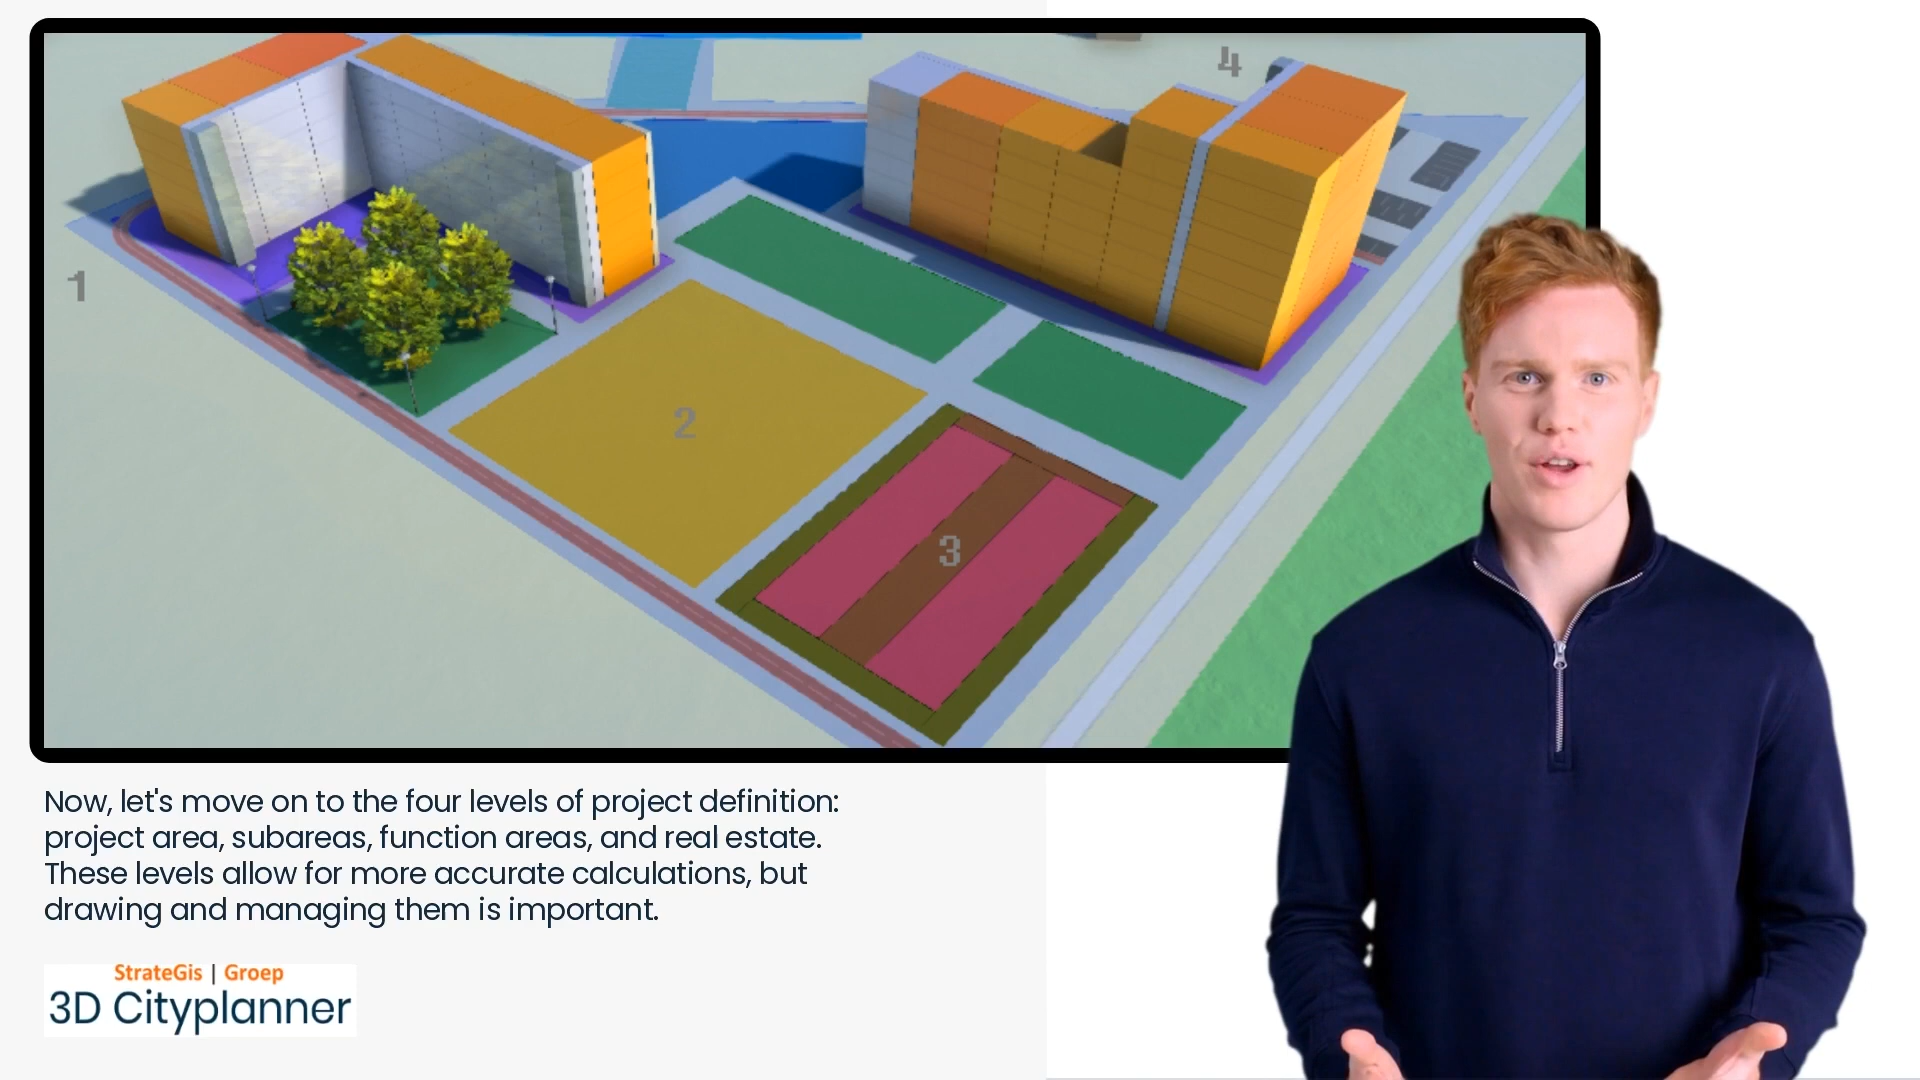 4
1
2
3
Now, let's move on to the four levels of project definition:
project area, subareas, function areas, and real estate.
These levels allow for more accurate calculations, but
drawing and managing them is important.
StrateGis | Groep
3D Cityplanner